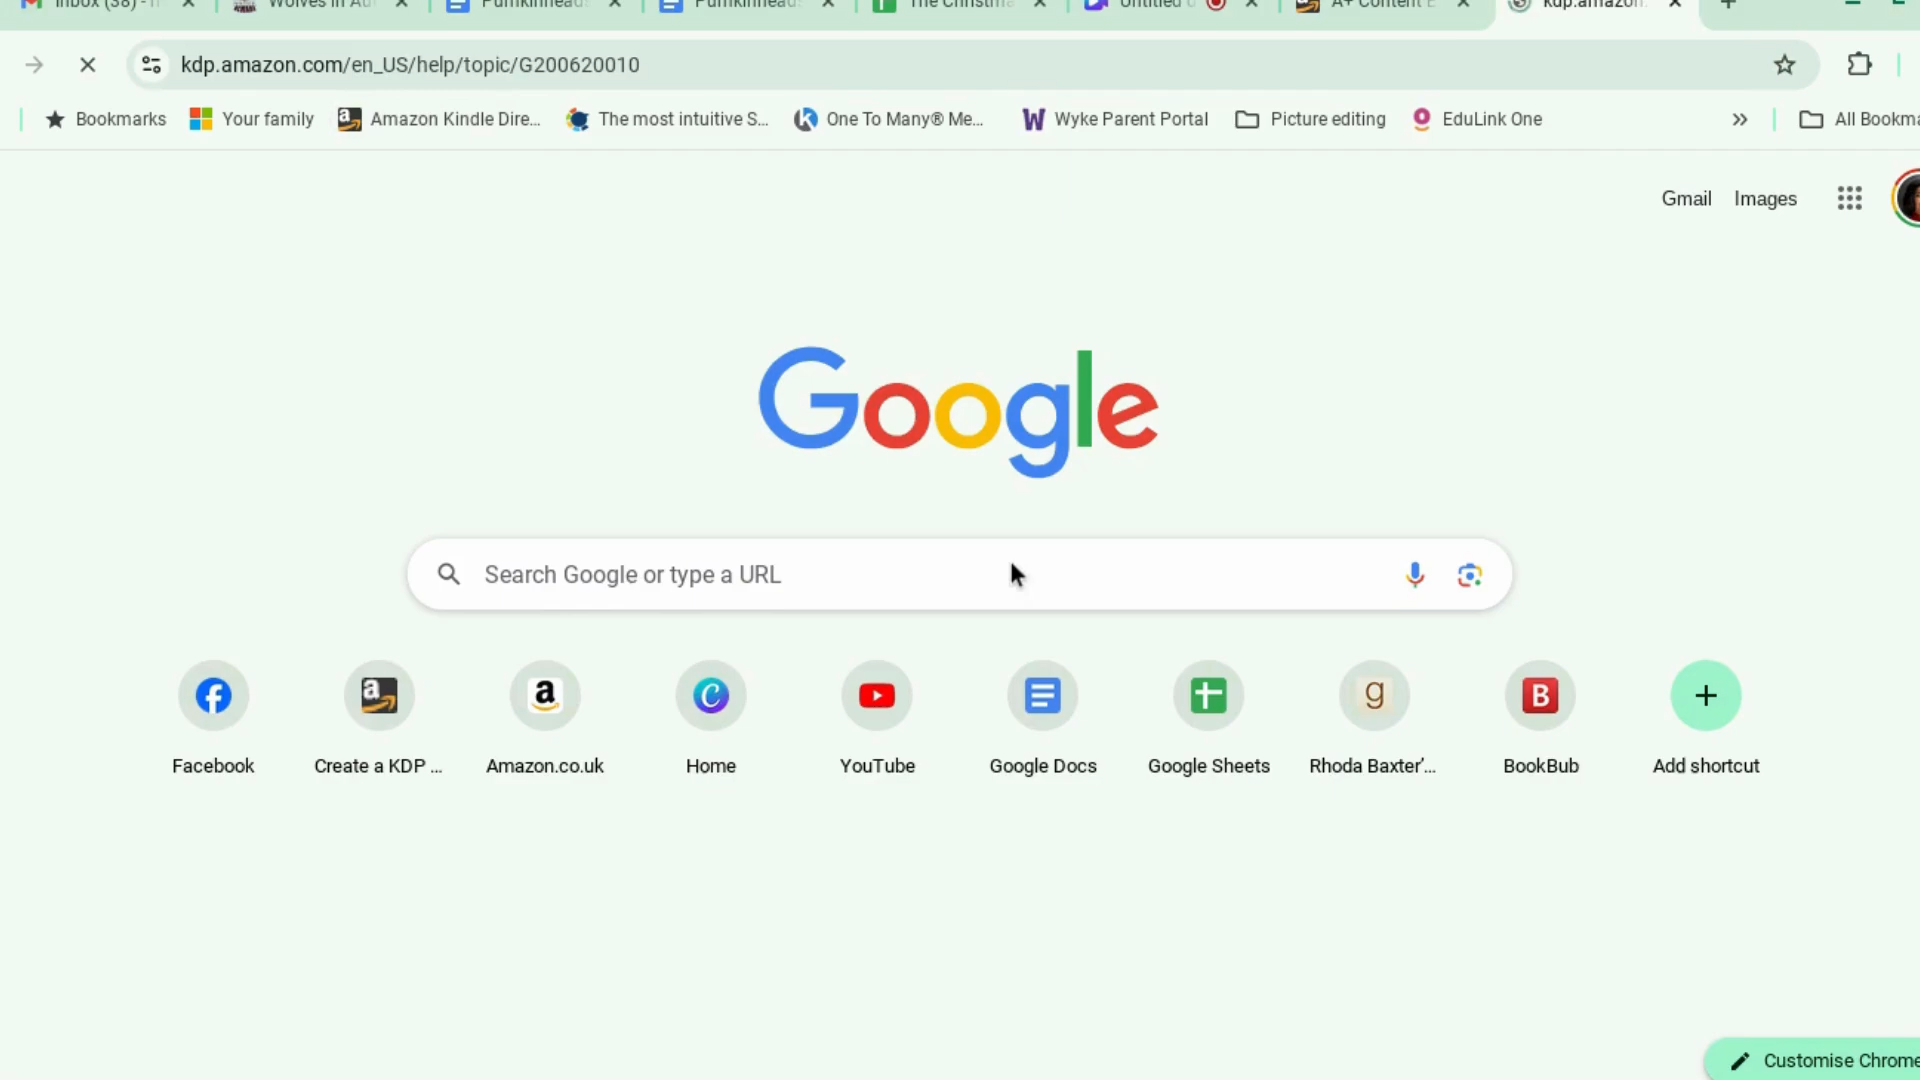 Inbox (38)
Wolves in Au
Pumkinhead
Pumkinhead
The Christma
Untitled
A+ Content E
kdp.amazon.
kdp.amazon.com/en_US/help/topic/G200620010
Bookmarks
Your family
Amazon Kindle Dire...
The most intuitive S...
One To Many® Me...
Wyke Parent Portal
Picture editing
EduLink One
All Bookma
Gmail
Images
Google
Search Google or type a URL
Facebook
Create a KDP ...
Amazon.co.uk
Home
YouTube
Google Docs
Google Sheets
Rhoda Baxter'...
BookBub
Add shortcut
Customise Chrome